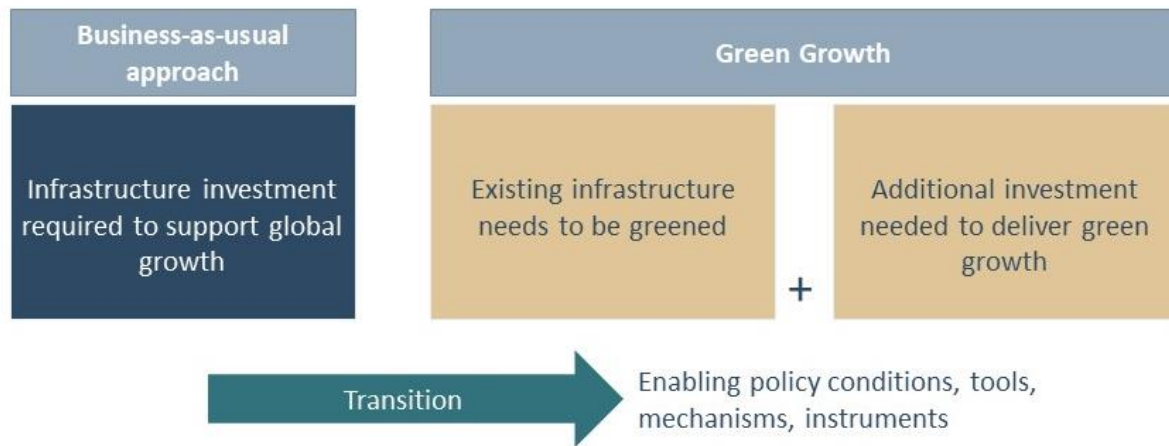 Business-as-usual
approach
Green Growth
Infrastructure investment
required to support global
growth
Existing infrastructure
needs to be greened
+
Additional investment
needed to deliver green
growth
Transition
Enabling policy conditions, tools,
mechanisms, instruments